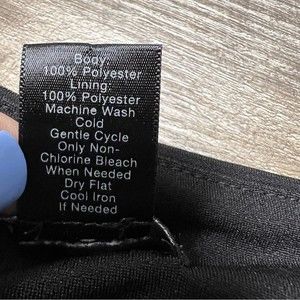 Body:
100% Polyester
Lining:
100% Polyester
Machine Wash
Cold
Gentle Cycle
Only Non-
Chlorine Bleach
When Needed
Dry Flat
Cool Iron
If Needed